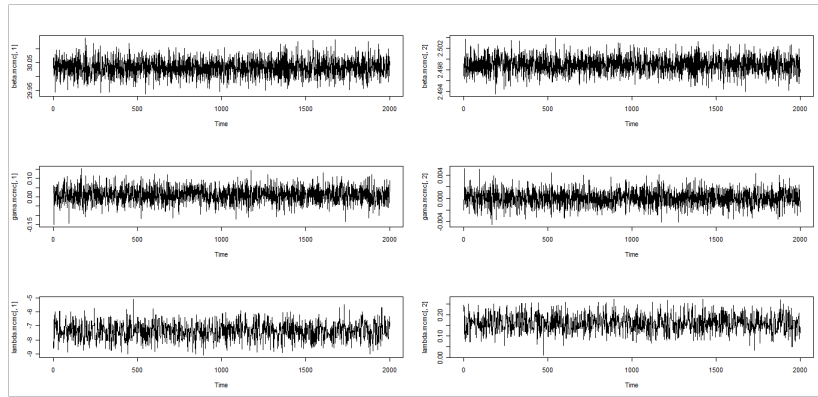 beta.mcmc[, 1]
29.95 30.05
0 500 1000 1500 2000
Time
beta.mcmc[, 2]
2.494 2.498 2.502
0 500 1000 1500 2000
Time
gama.mcmc[, 1]
-0.15 0.00 0.10
0 500 1000 1500 2000
Time
gama.mcmc[, 2]
-0.004 0.000 0.004
0 500 1000 1500 2000
Time
lambda.mcmc[, 1]
-9 -8 -7 -6 -5
0 500 1000 1500 2000
Time
lambda.mcmc[, 2]
0.00 0.10 0.20
0 500 1000 1500 2000
Time